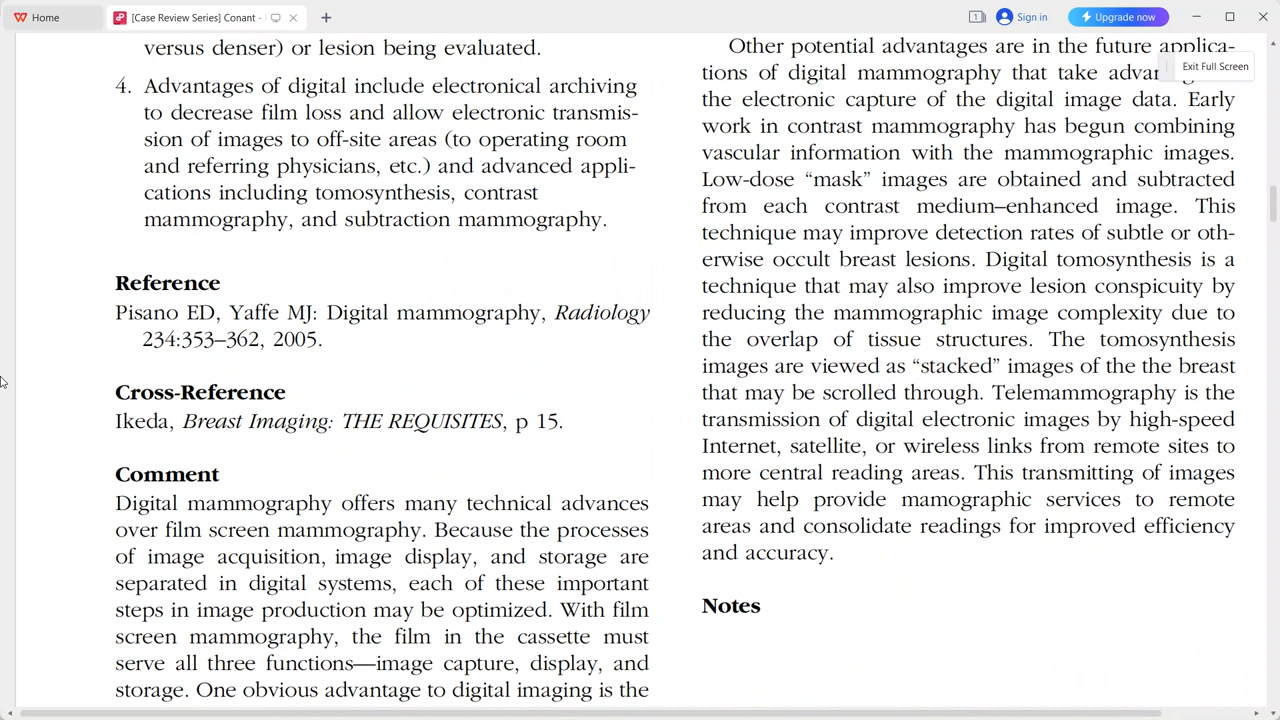 Home
[Case Review Series] Conant -
1
Sign in
Upgrade now
Exit Full Screen
versus denser) or lesion being evaluated.
4. Advantages of digital include electronical archiving
to decrease film loss and allow electronic transmis-
sion of images to off-site areas (to operating room
and referring physicians, etc.) and advanced appli-
cations including tomosynthesis, contrast
mammography, and subtraction mammography.
Reference
Pisano ED, Yaffe MJ: Digital mammography, Radiology
234:353–362, 2005.
Cross-Reference
Ikeda, Breast Imaging: THE REQUISITES, p 15.
Comment
Digital mammography offers many technical advances
over film screen mammography. Because the processes
of image acquisition, image display, and storage are
separated in digital systems, each of these important
steps in image production may be optimized. With film
screen mammography, the film in the cassette must
serve all three functions—image capture, display, and
storage. One obvious advantage to digital imaging is the
Other potential advantages are in the future applica-
tions of digital mammography that take
the electronic capture of the digital image data. Early
work in contrast mammography has begun combining
vascular information with the mammographic images.
Low-dose “mask” images are obtained and subtracted
from each contrast medium–enhanced image. This
technique may improve detection rates of subtle or oth-
erwise occult breast lesions. Digital tomosynthesis is a
technique that may also improve lesion conspicuity by
reducing the mammographic image complexity due to
the overlap of tissue structures. The tomosynthesis
images are viewed as “stacked” images of the the breast
that may be scrolled through. Telemammography is the
transmission of digital electronic images by high-speed
Internet, satellite, or wireless links from remote sites to
more central reading areas. This transmitting of images
may help provide mamographic services to remote
areas and consolidate readings for improved efficiency
and accuracy.
Notes